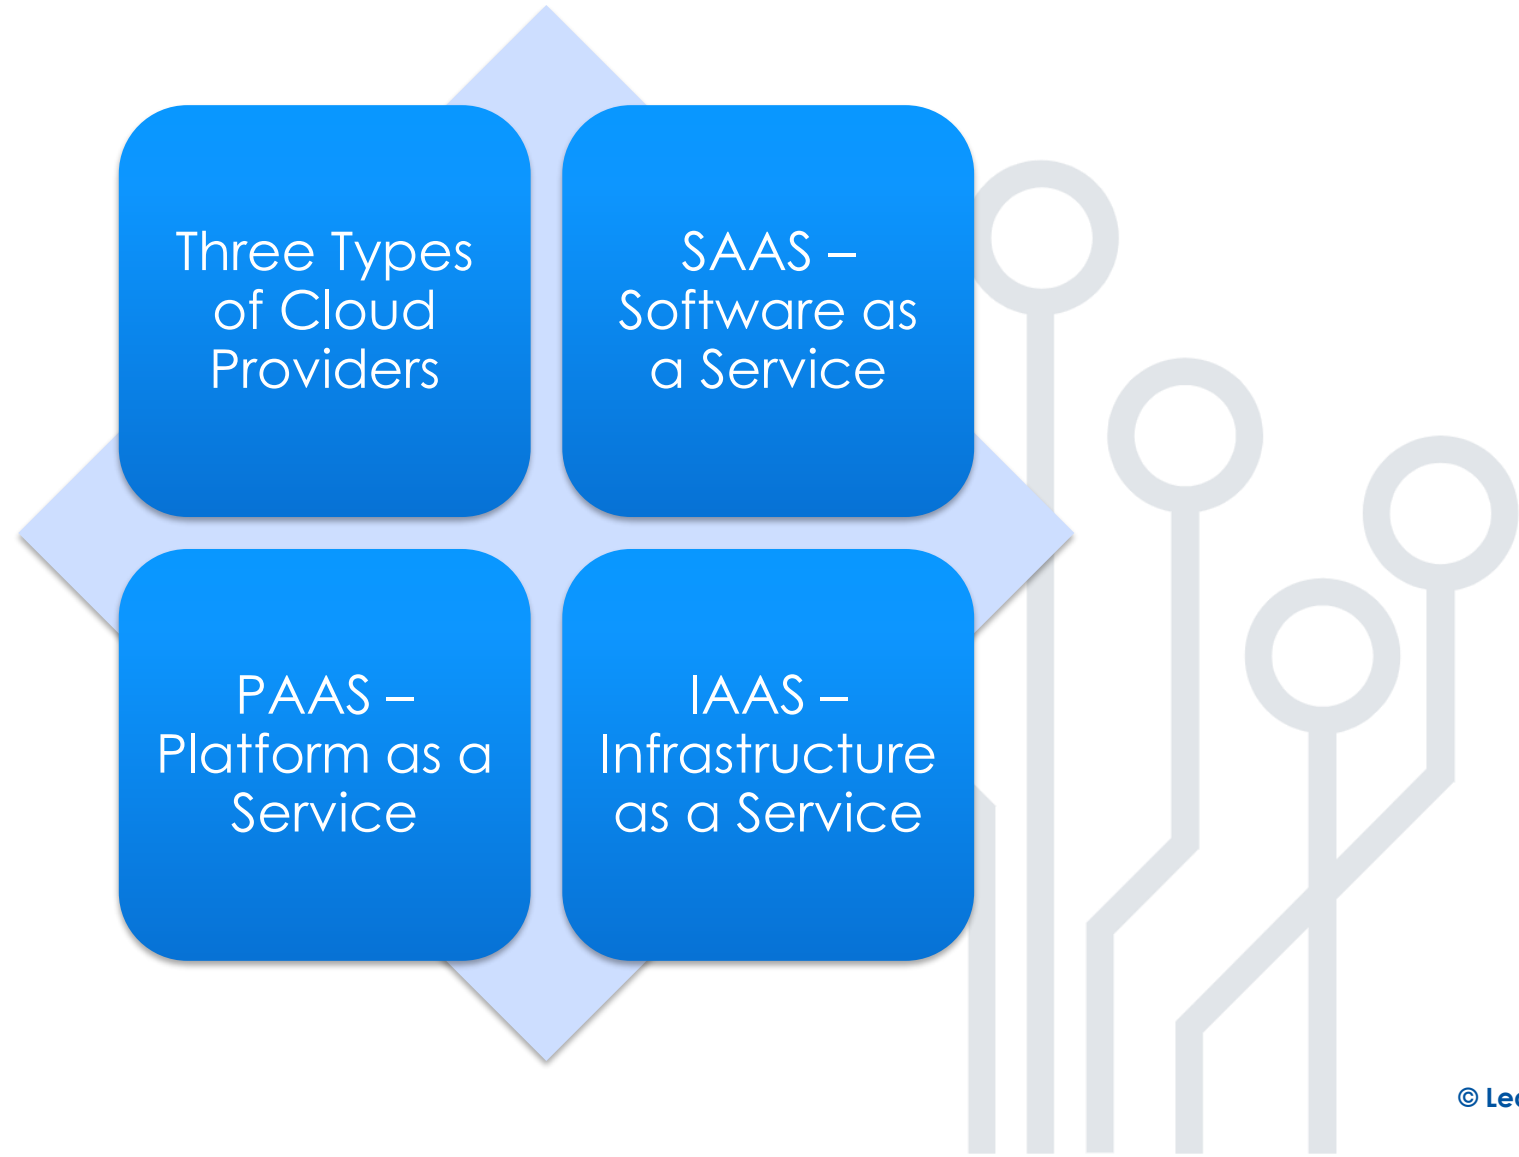 Three Types
of Cloud
Providers
SAAS –
Software as
a Service
PAAS –
Platform as a
Service
IAAS –
Infrastructure
as a Service
©